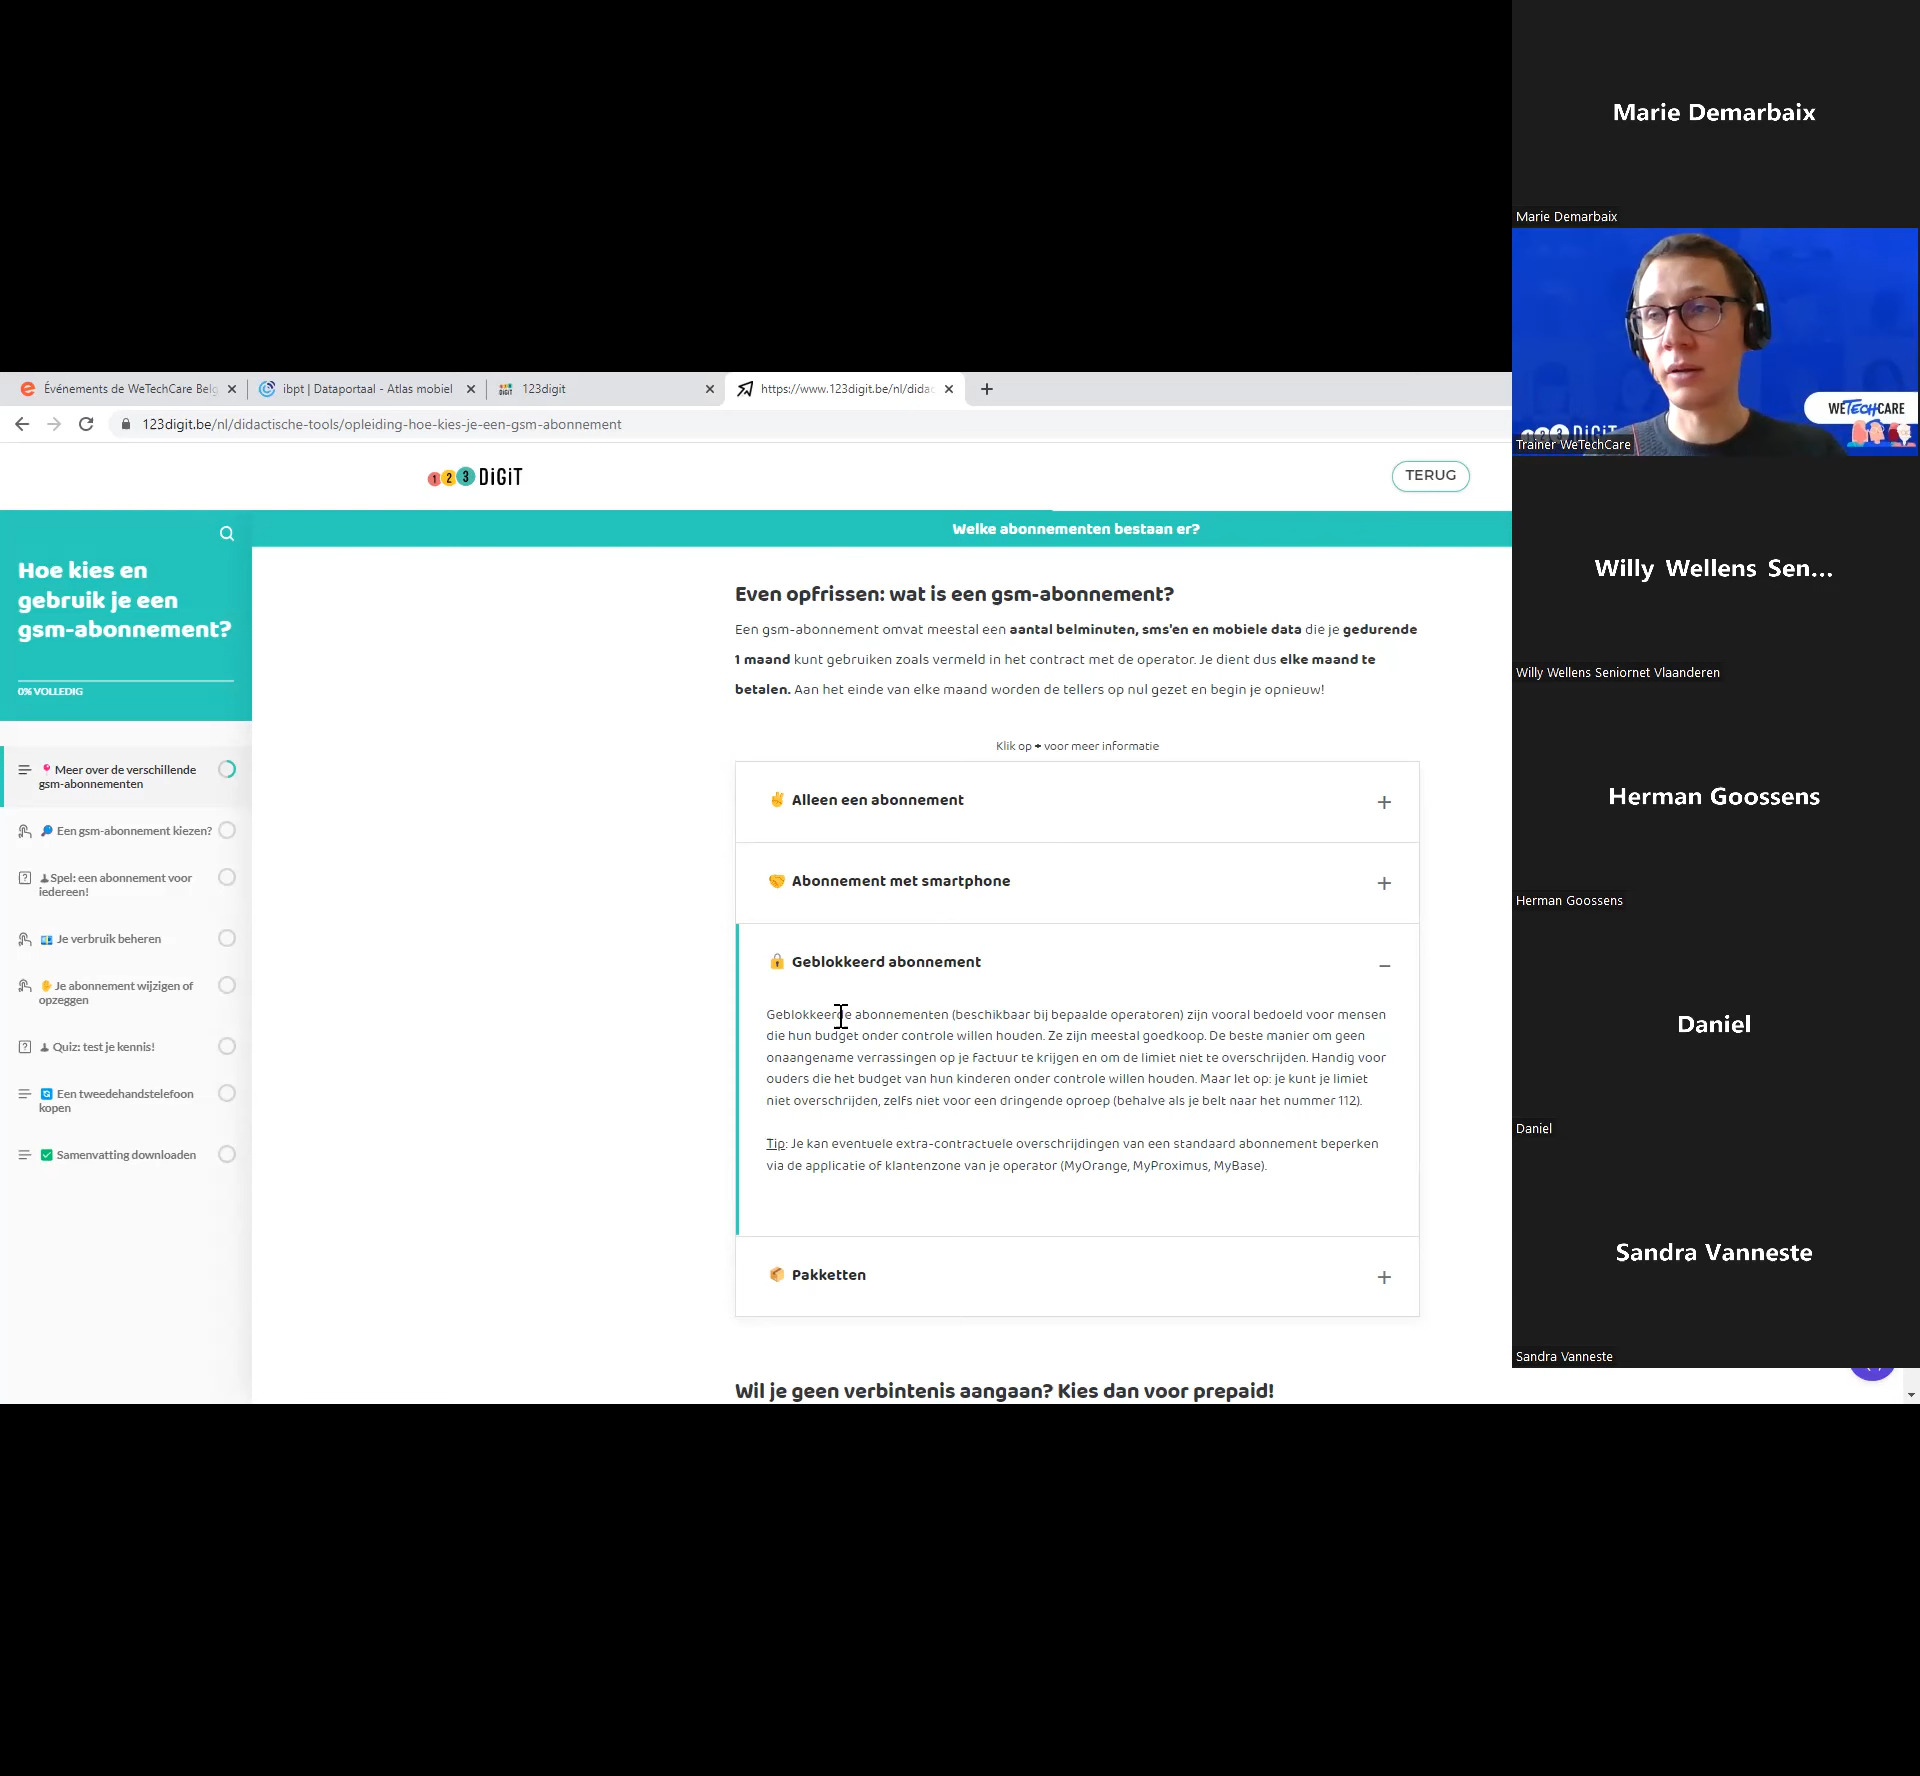 Marie Demarbaix
Marie Demarbaix
WETECHCARE
Trainer WeTechCare
Événements de WeTechCare Belg
ibpt | Dataportaal - Atlas mobiel
123digit
https://www.123digit.be/nl/didac
123digit.be/nl/didactische-tools/opleiding-hoe-kies-je-een-gsm-abonnement
1 2 3 DiGiT
TERUG
Welke abonnementen bestaan er?
Hoe kies en
gebruik je een
gsm-abonnement?
0% VOLLEDIG
Meer over de verschillende
gsm-abonnementen
Een gsm-abonnement kiezen?
Spel: een abonnement voor
iedereen!
Je verbruik beheren
Je abonnement wijzigen of
opzeggen
Quiz: test je kennis!
Een tweedehandstelefoon
kopen
Samenvatting downloaden
Even opfrissen: wat is een gsm-abonnement?
Een gsm-abonnement omvat meestal een aantal belminuten, sms'en en mobiele data die je gedurende
1 maand kunt gebruiken zoals vermeld in het contract met de operator. Je dient dus elke maand te
betalen. Aan het einde van elke maand worden de tellers op nul gezet en begin je opnieuw!
Klik op + voor meer informatie
Alleen een abonnement
Abonnement met smartphone
Geblokkeerd abonnement
Geblokkeerde abonnementen (beschikbaar bij bepaalde operatoren) zijn vooral bedoeld voor mensen
die hun budget onder controle willen houden. Ze zijn meestal goedkoop. De beste manier om geen
onaangename verrassingen op je factuur te krijgen en om de limiet niet te overschrijden. Handig voor
ouders die het budget van hun kinderen onder controle willen houden. Maar let op: je kunt je limiet
niet overschrijden, zelfs niet voor een dringende oproep (behalve als je belt naar het nummer 112).
Tip: Je kan eventuele extra-contractuele overschrijdingen van een standaard abonnement beperken
via de applicatie of klantenzone van je operator (MyOrange, MyProximus, MyBase).
Pakketten
Wil je geen verbintenis aangaan? Kies dan voor prepaid!
Willy Wellens Sen...
Willy Wellens Seniornet Vlaanderen
Herman Goossens
Herman Goossens
Daniel
Daniel
Sandra Vanneste
Sandra Vanneste